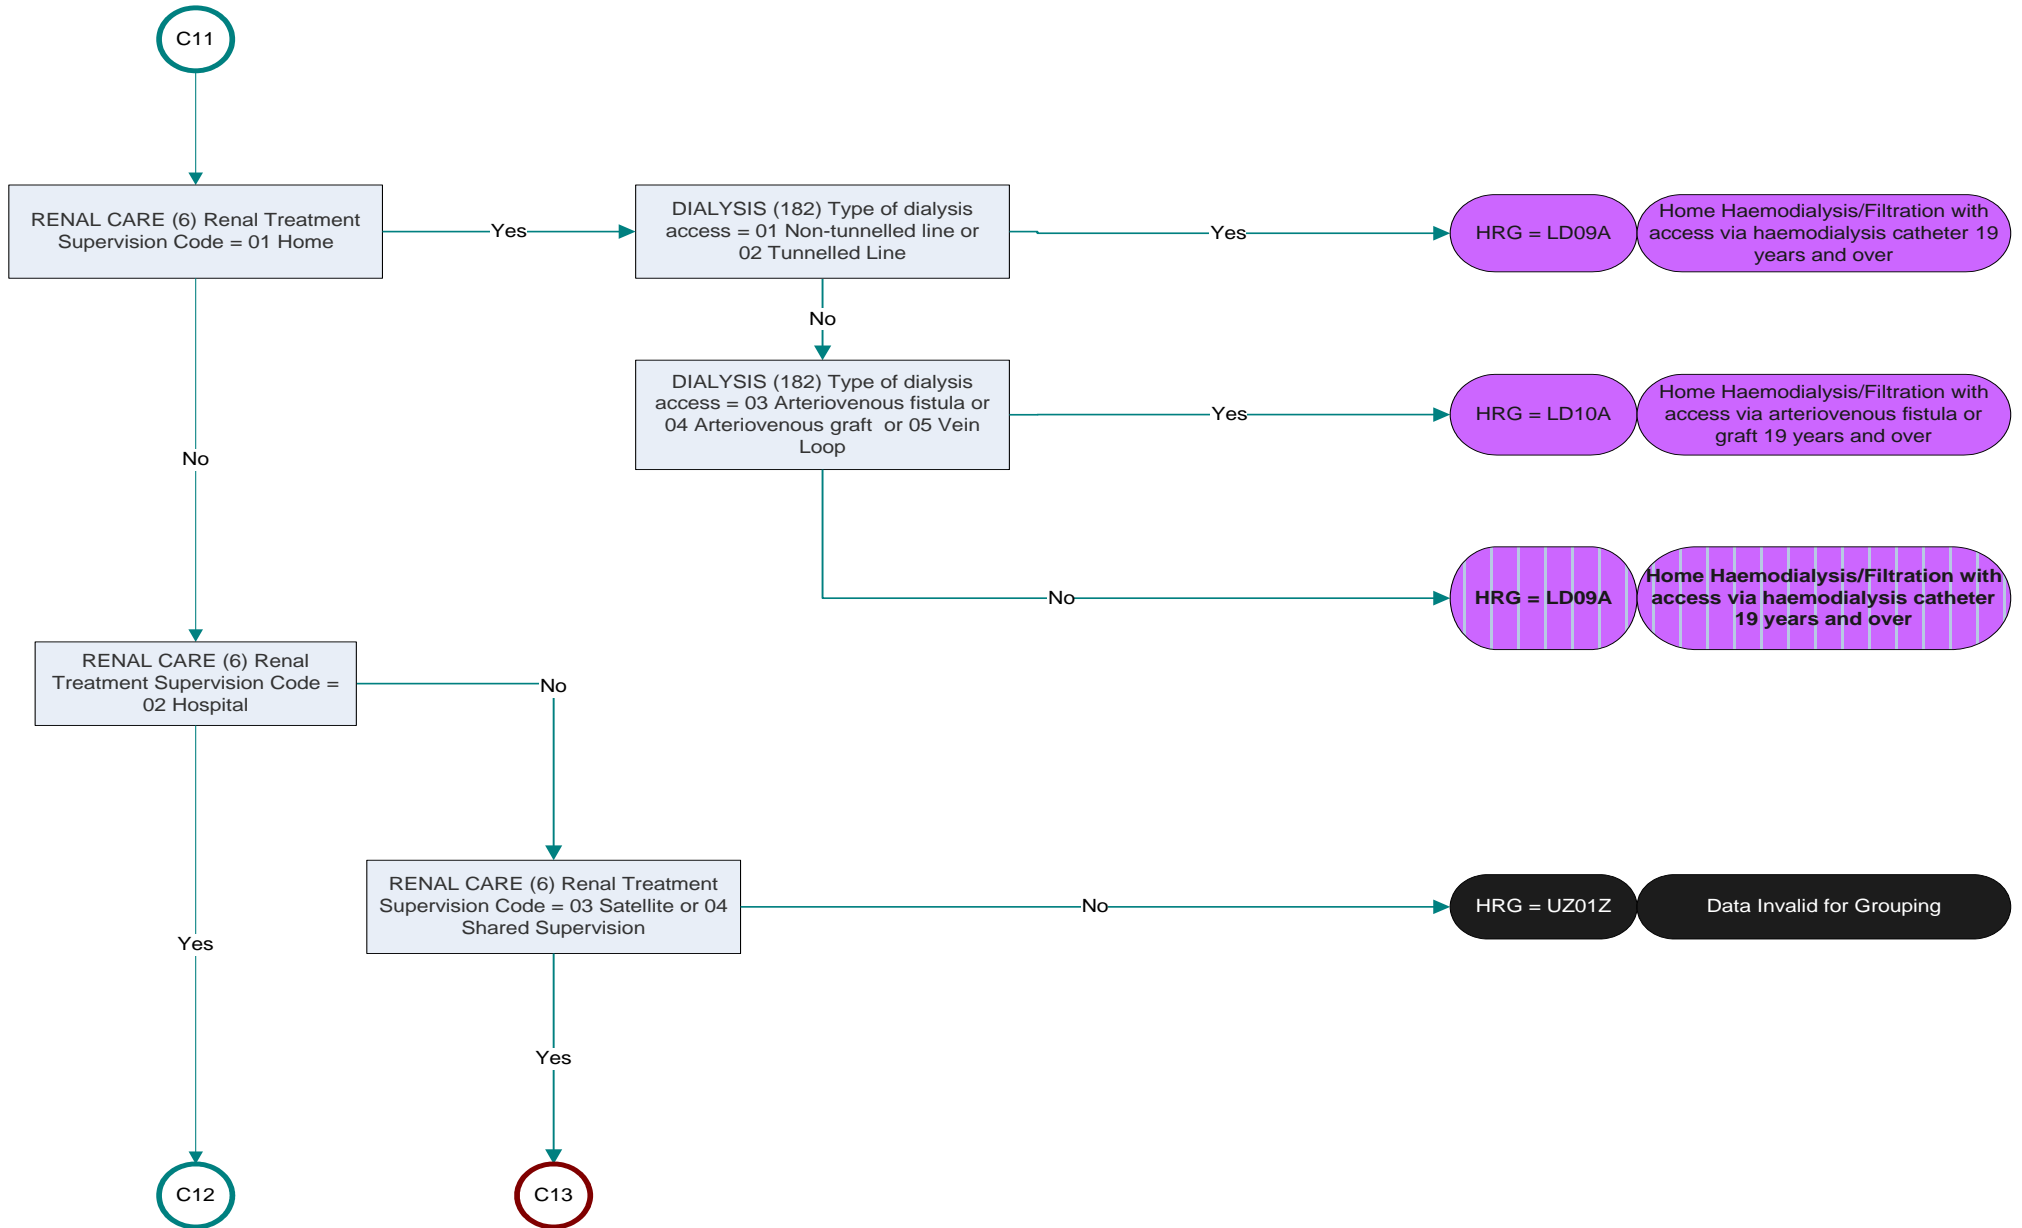 C11
RENAL CARE (6) Renal Treatment
Supervision Code = 01 Home
Yes
DIALYSIS (182) Type of dialysis
access = 01 Non-tunnelled line or
02 Tunnelled Line
Yes
HRG = LD09A
Home Haemodialysis/Filtration with
access via haemodialysis catheter 19
years and over
No
DIALYSIS (182) Type of dialysis
access = 03 Arteriovenous fistula or
04 Arteriovenous graft or 05 Vein
Loop
Yes
HRG = LD10A
Home Haemodialysis/Filtration with
access via arteriovenous fistula or
graft 19 years and over
No
No
HRG = LD09A
Home Haemodialysis/Filtration with
access via haemodialysis catheter
19 years and over
RENAL CARE (6) Renal
Treatment Supervision Code =
02 Hospital
No
RENAL CARE (6) Renal Treatment
Supervision Code = 03 Satellite or 04
Shared Supervision
No
HRG = UZ01Z
Data Invalid for Grouping
Yes
Yes
C12
C13